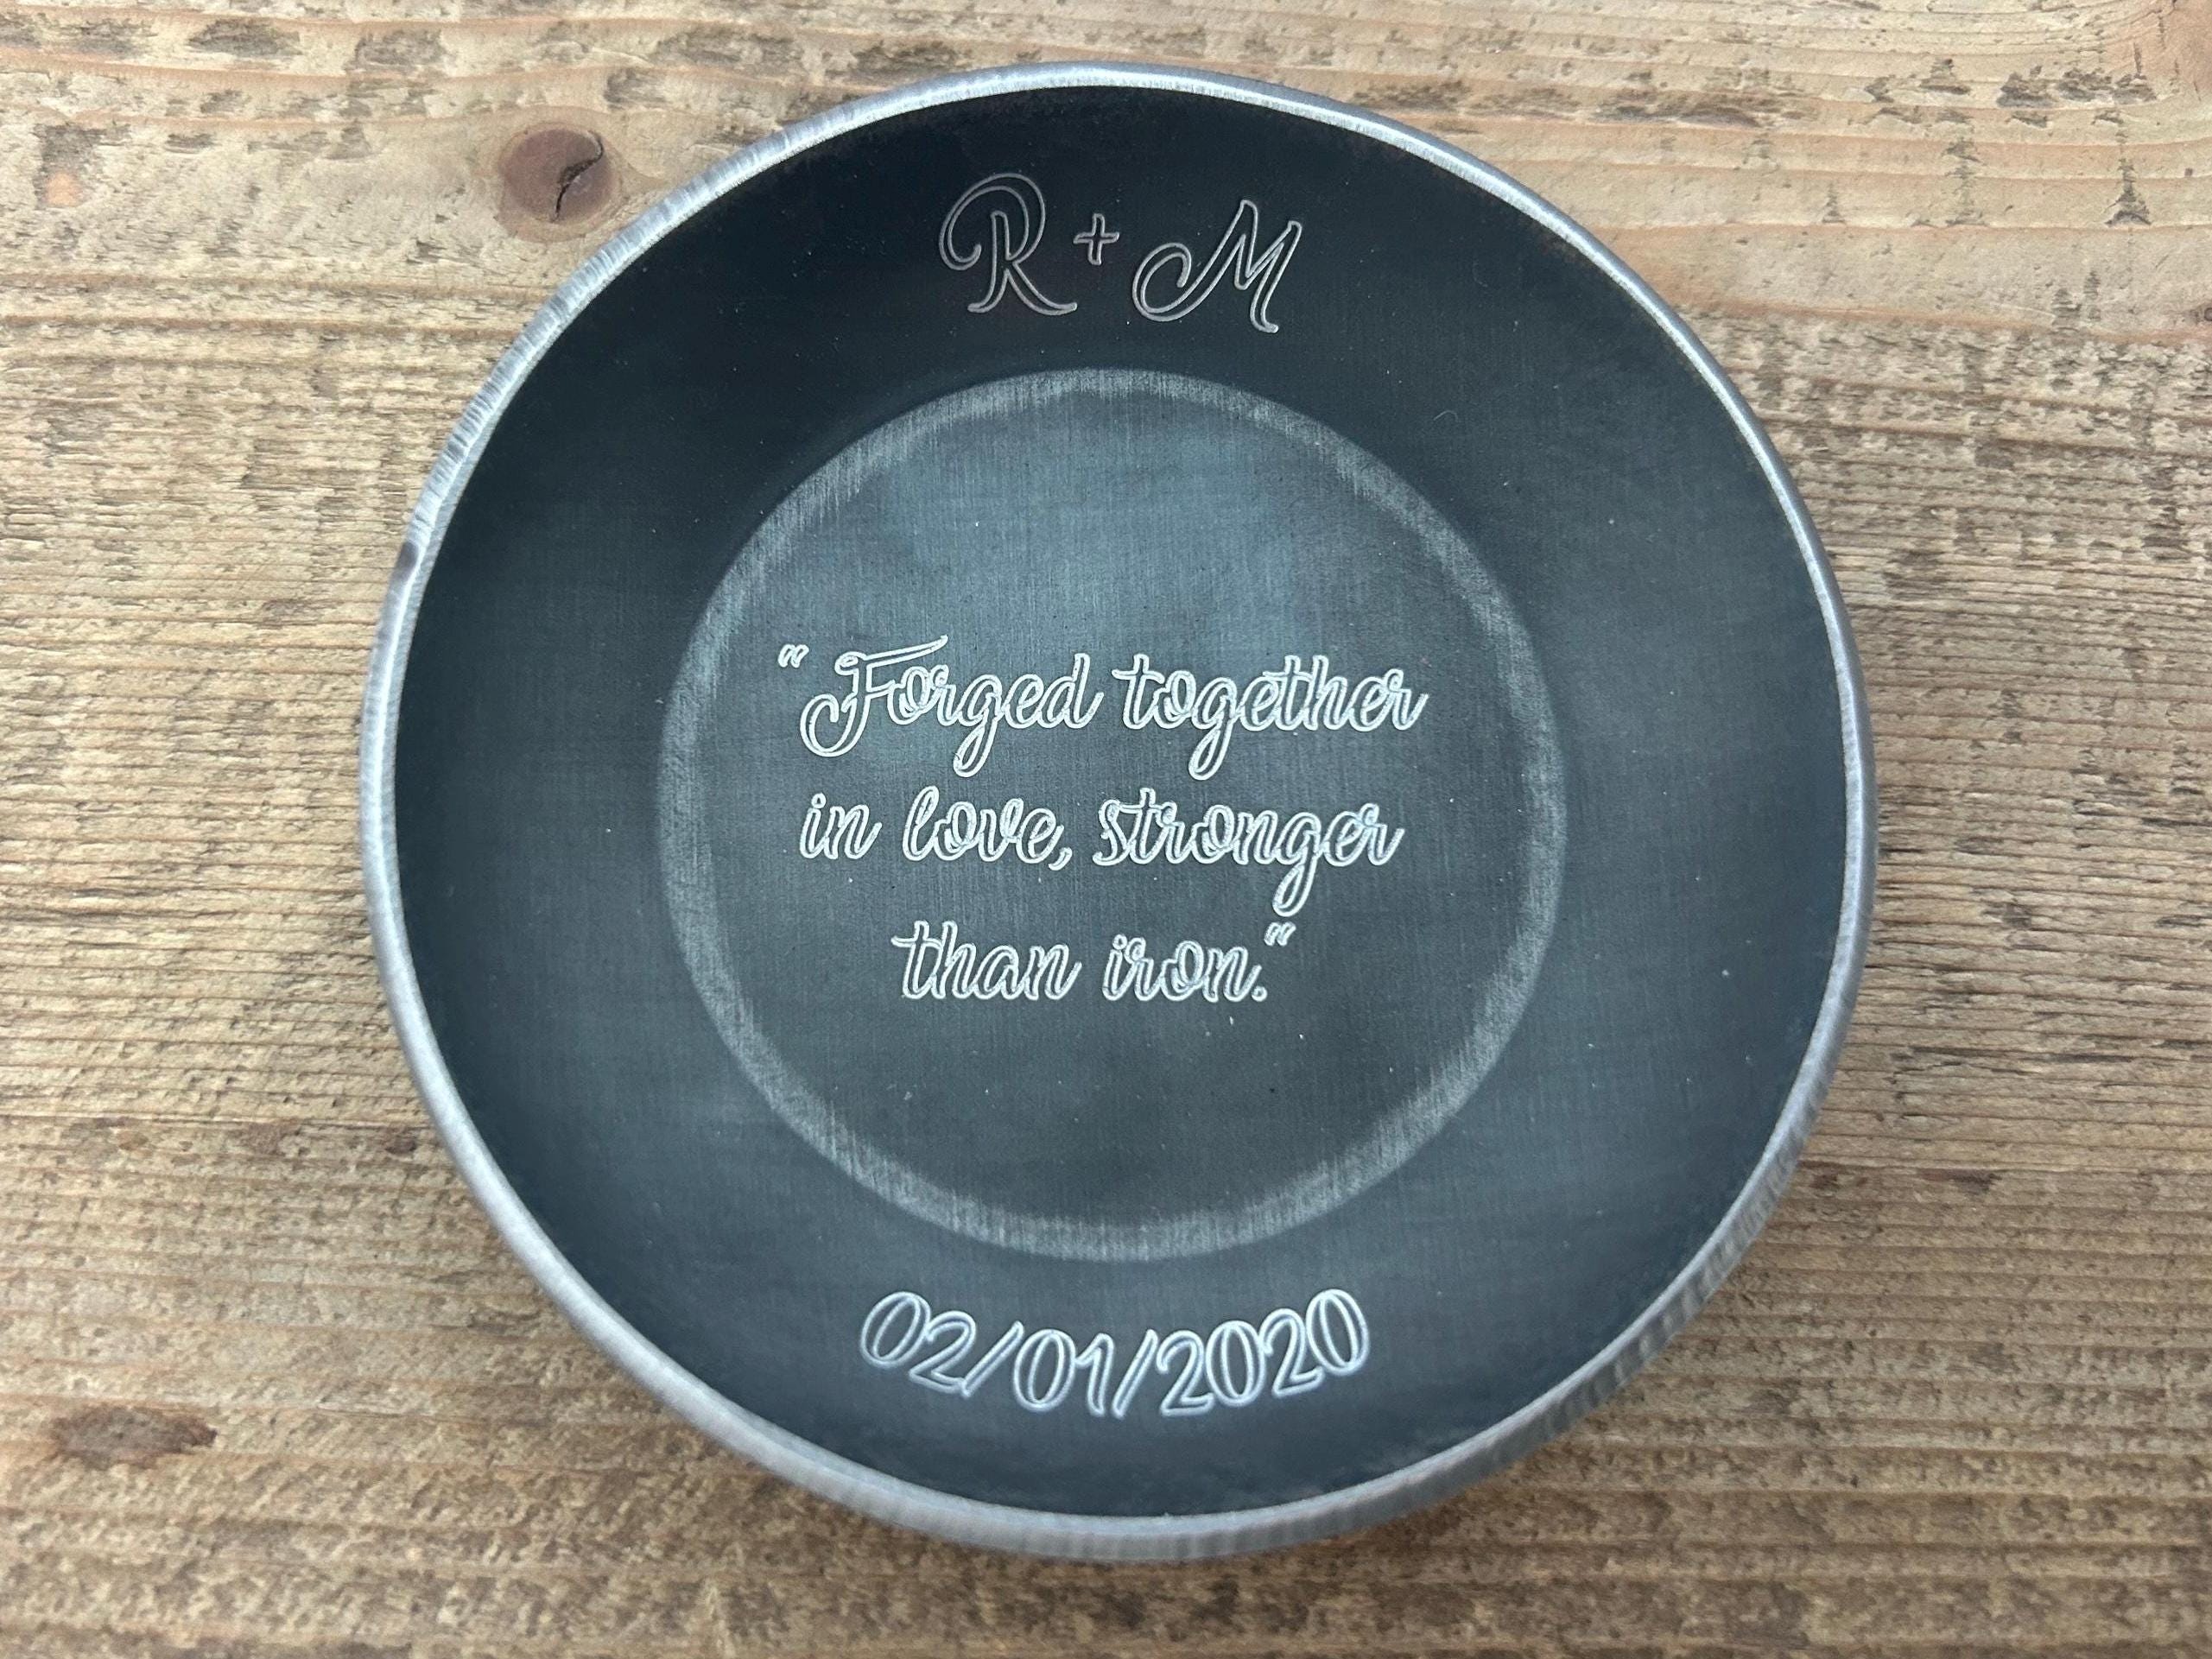 R + M
“Forged together
in love, stronger
than iron.“
02/01/2020